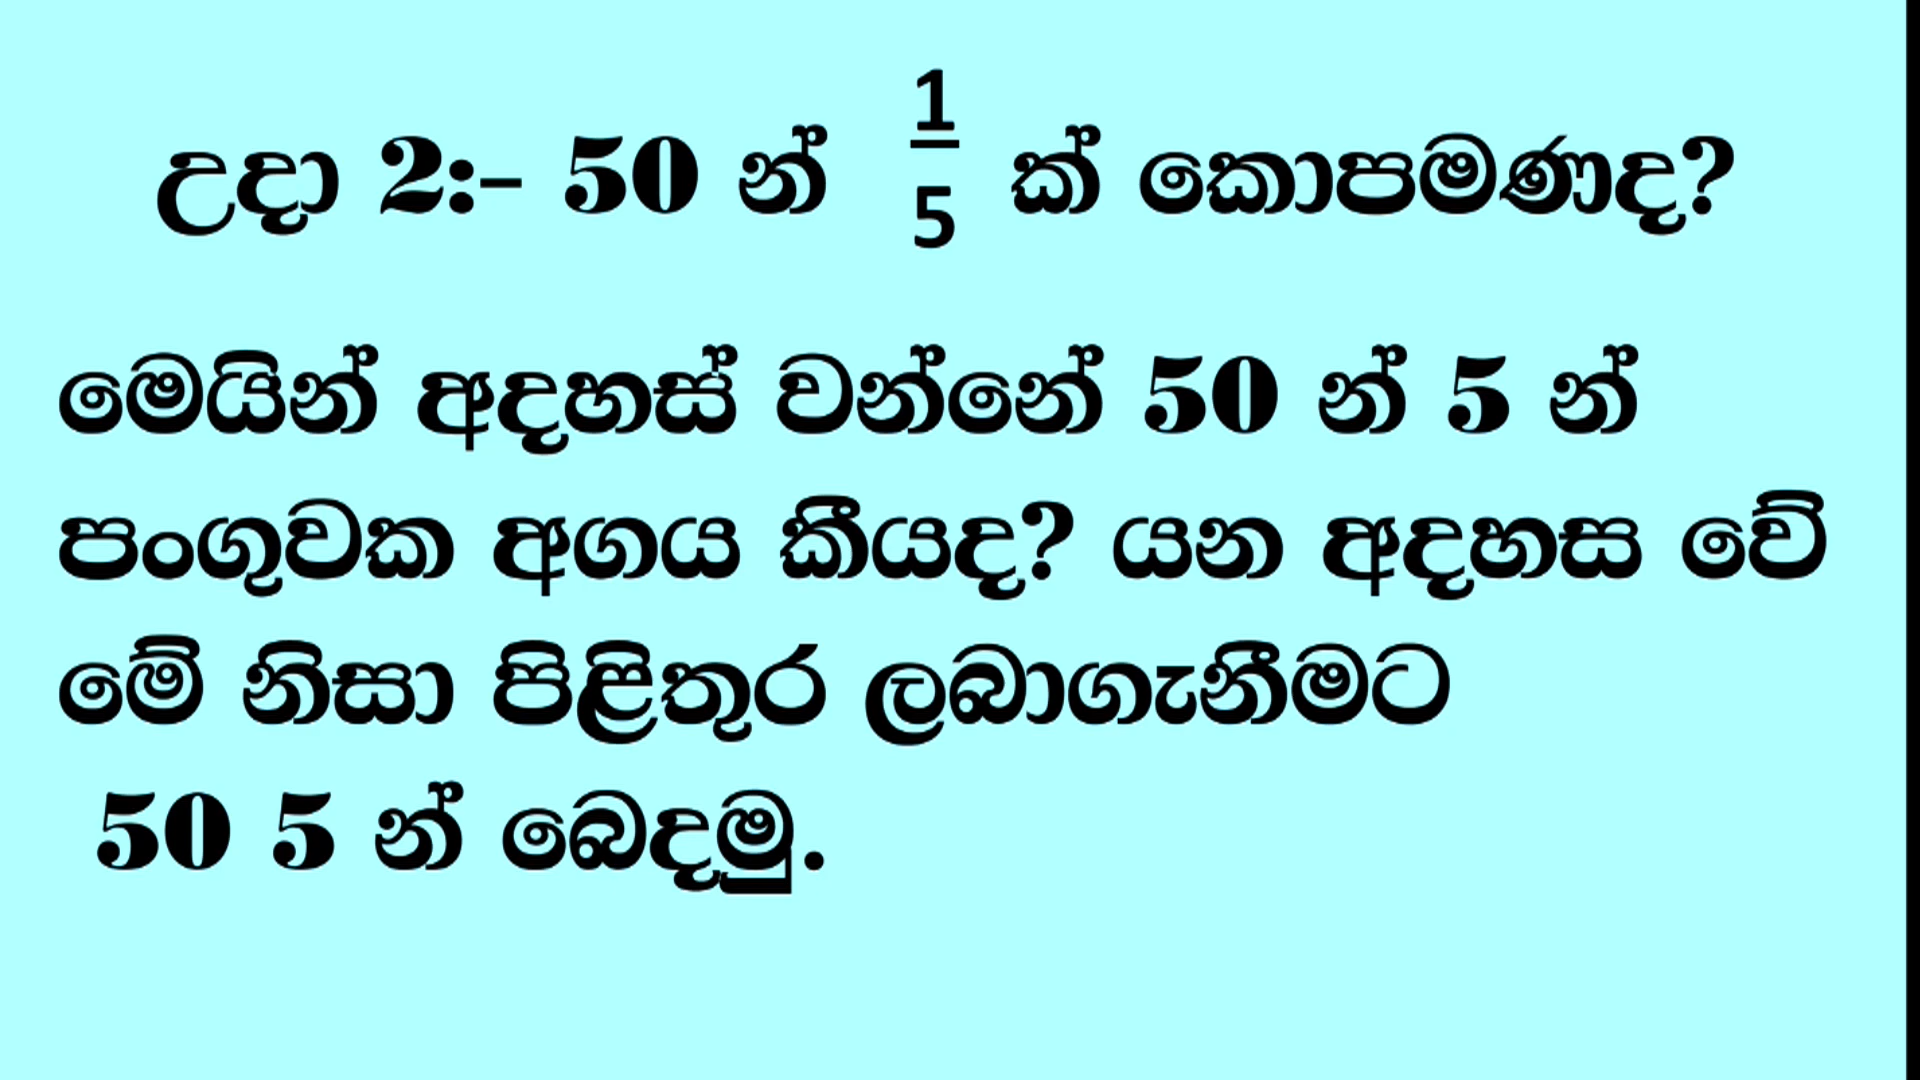 උදා 2:- 50 න් 1/5 ක් කොපමණද?
මෙයින් අදහස් වන්නේ 50 න් 5 න්
පංගුවක අගය කීයද? යන අදහස වේ
මේ නිසා පිළිතුර ලබාගැනීමට
50 5 න් බෙදමු.